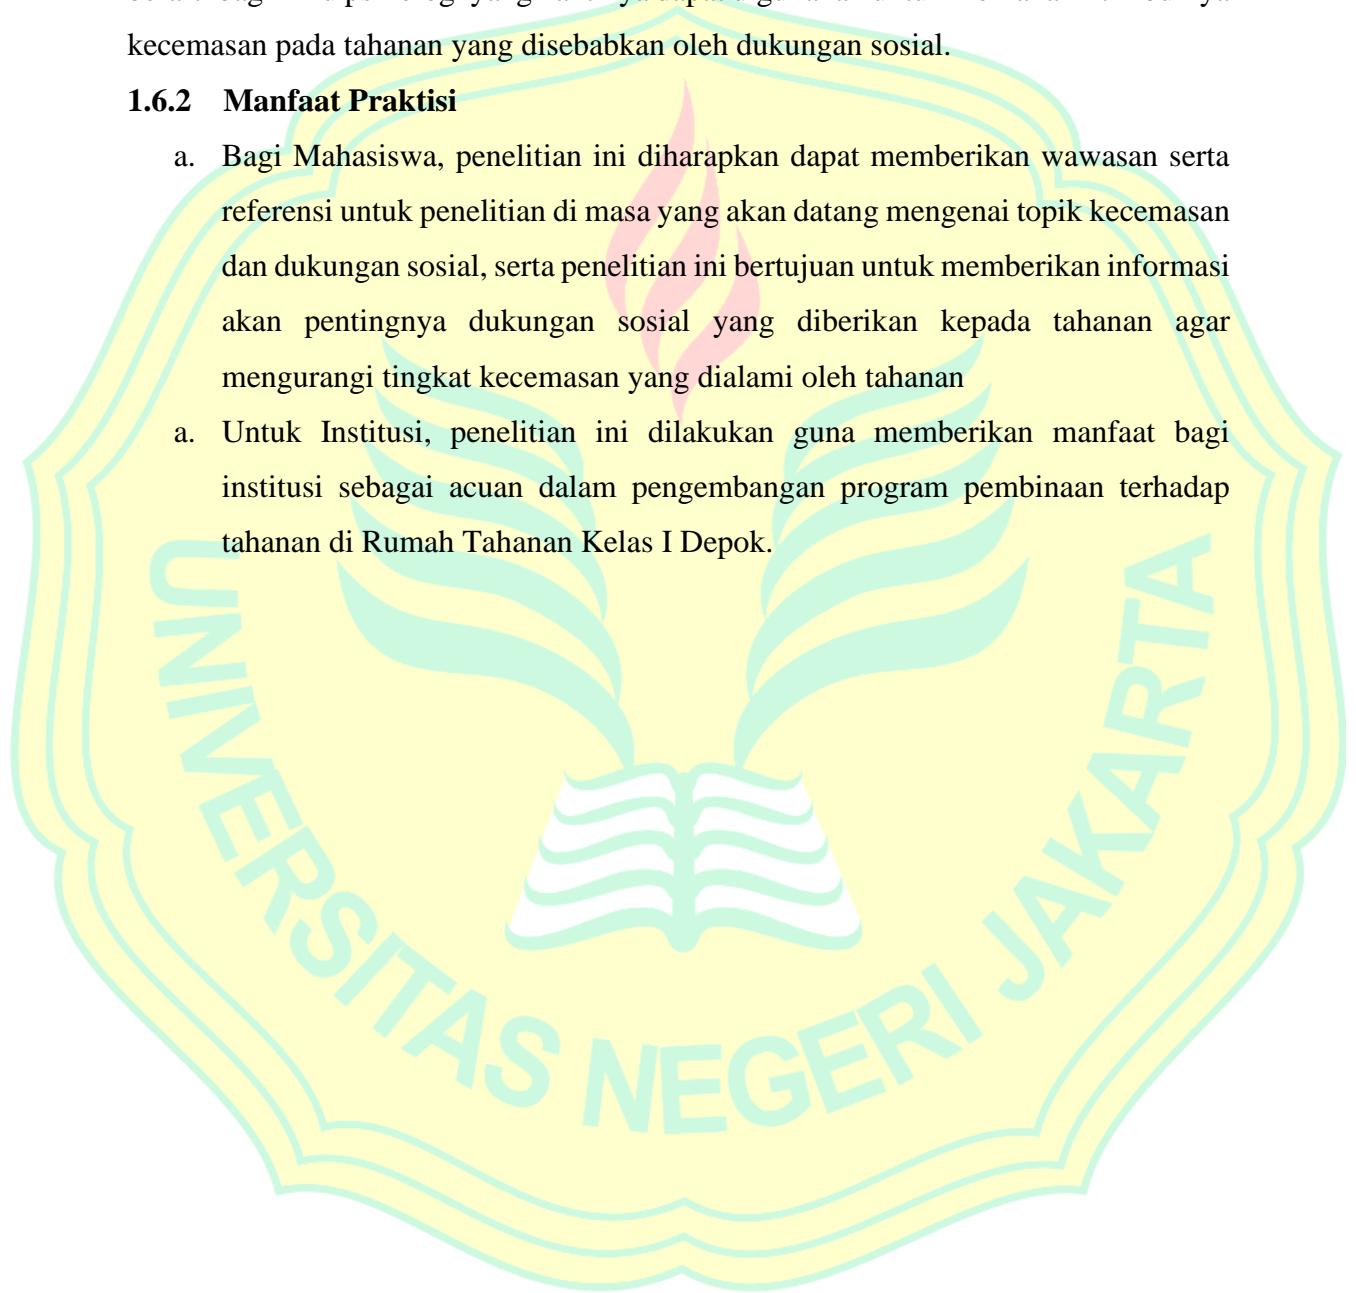 kecemasan pada tahanan yang disebabkan oleh dukungan sosial.
1.6.2 Manfaat Praktisi
a. Bagi Mahasiswa, penelitian ini diharapkan dapat memberikan wawasan serta
referensi untuk penelitian di masa yang akan datang mengenai topik kecemasan
dan dukungan sosial, serta penelitian ini bertujuan untuk memberikan informasi
akan pentingnya dukungan sosial yang diberikan kepada tahanan agar
mengurangi tingkat kecemasan yang dialami oleh tahanan
a. Untuk Institusi, penelitian ini dilakukan guna memberikan manfaat bagi
institusi sebagai acuan dalam pengembangan program pembinaan terhadap
tahanan di Rumah Tahanan Kelas I Depok.
UNIVERSITAS NEGERI JAKARTA